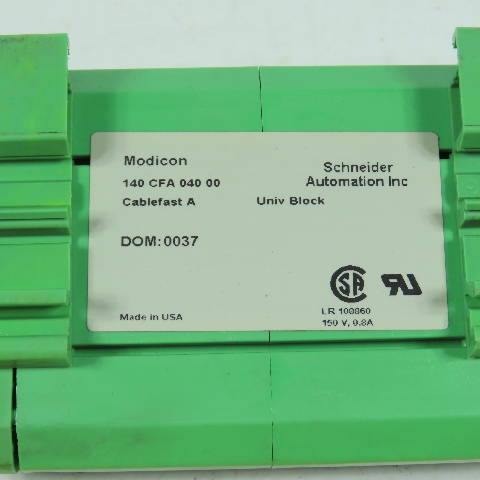 Modicon
Schneider
Automation Inc
140 CFA 040 00
Cablefast A Univ Block
DOM:0037
Made in USA
LR 100860
150 V, 0.8A